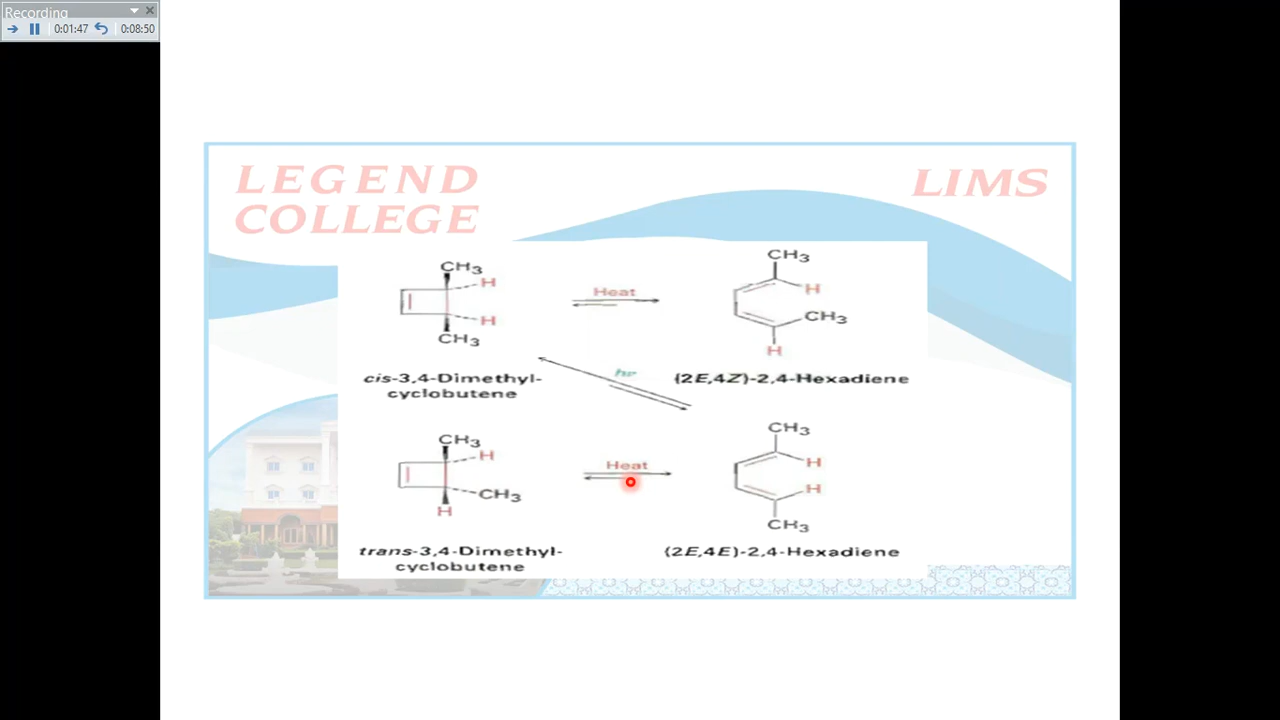 Recording
0:01:47
0:08:50
LEGEND
COLLEGE
LIMS
CH3
H
H
CH3
cis-3,4-Dimethyl-
cyclobutene
Heat
CH3
H
CH3
H
(2E,4Z)-2,4-Hexadiene
hν
CH3
H
CH3
H
trans-3,4-Dimethyl-
cyclobutene
Heat
CH3
H
H
CH3
(2E,4E)-2,4-Hexadiene